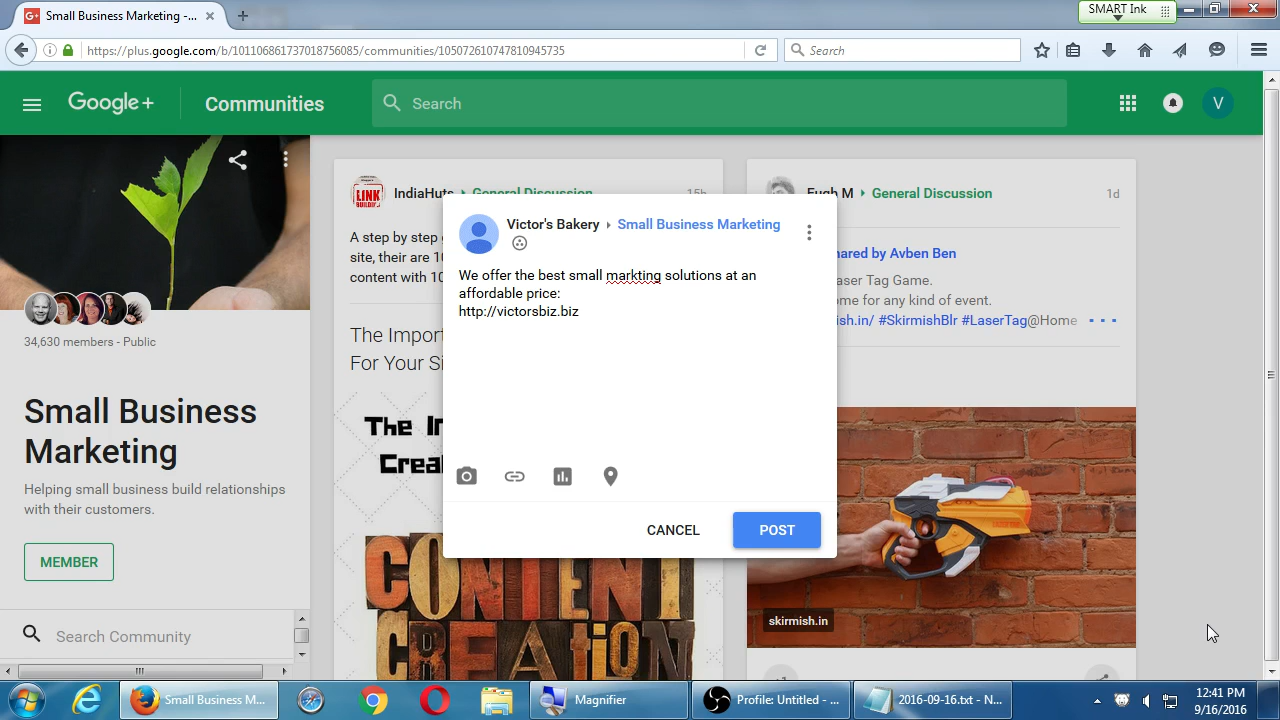 Small Business Marketing -...
SMART Ink
https://plus.google.com/b/101106861737018756085/communities/105072610747810945735
Search
Google+
Communities
Search
V
IndiaHuts
General Discussion
15h
A step by step
site, their are 10
content with 10
The Impor
For Your Si
The I
Crea
CONTENT
CREATION
LINK
BUILDING
Eugh M
General Discussion
1d
hared by Avben Ben
aser Tag Game.
ome for any kind of event.
ish.in/ #SkirmishBlr #LaserTag@Home
skirmish.in
Victor's Bakery
Small Business Marketing
We offer the best small markting solutions at an
affordable price:
http://victorsbiz.biz
CANCEL
POST
34,630 members - Public
Small Business
Marketing
Helping small business build relationships
with their customers.
MEMBER
Search Community
Small Business M...
Magnifier
Profile: Untitled - ...
2016-09-16.txt - N...
12:41 PM
9/16/2016